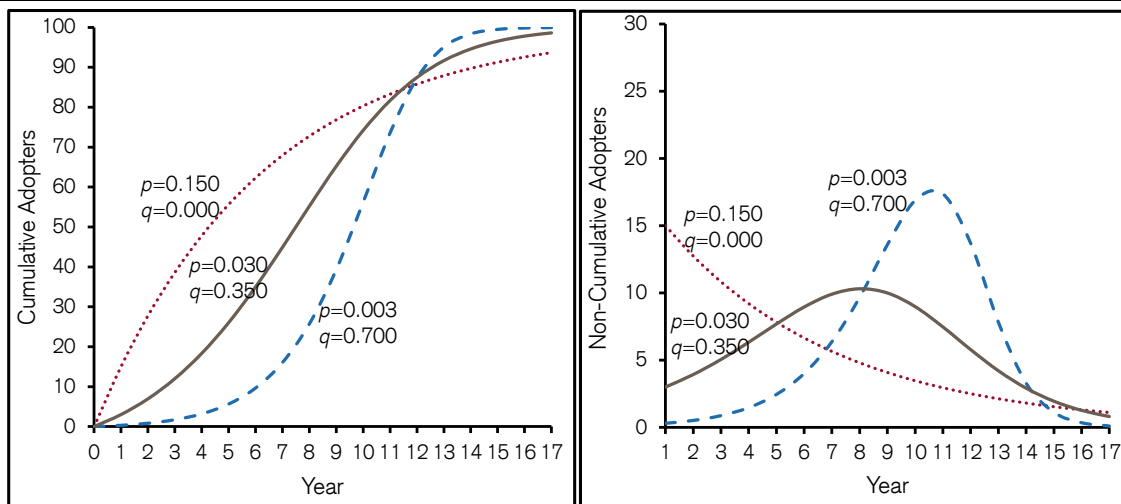 100
90
80
70
60
50
40
30
20
10
0
Cumulative Adopters
p=0.150
q=0.000
p=0.030
q=0.350
p=0.003
q=0.700
0 1 2 3 4 5 6 7 8 9 10 11 12 13 14 15 16 17
Year
30
25
20
15
10
5
0
Non-Cumulative Adopters
p=0.003
q=0.700
p=0.150
q=0.000
p=0.030
q=0.350
1 2 3 4 5 6 7 8 9 10 11 12 13 14 15 16 17
Year